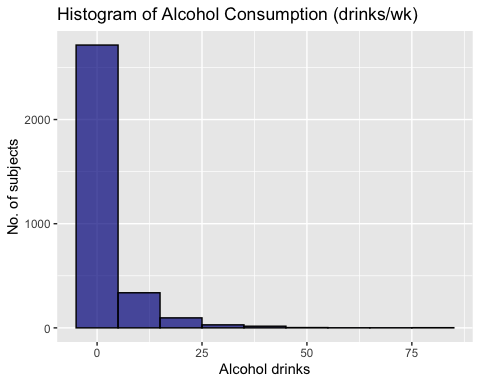 Histogram of Alcohol Consumption (drinks/wk)
No. of subjects
2000
1000
0
0 25 50 75
Alcohol drinks